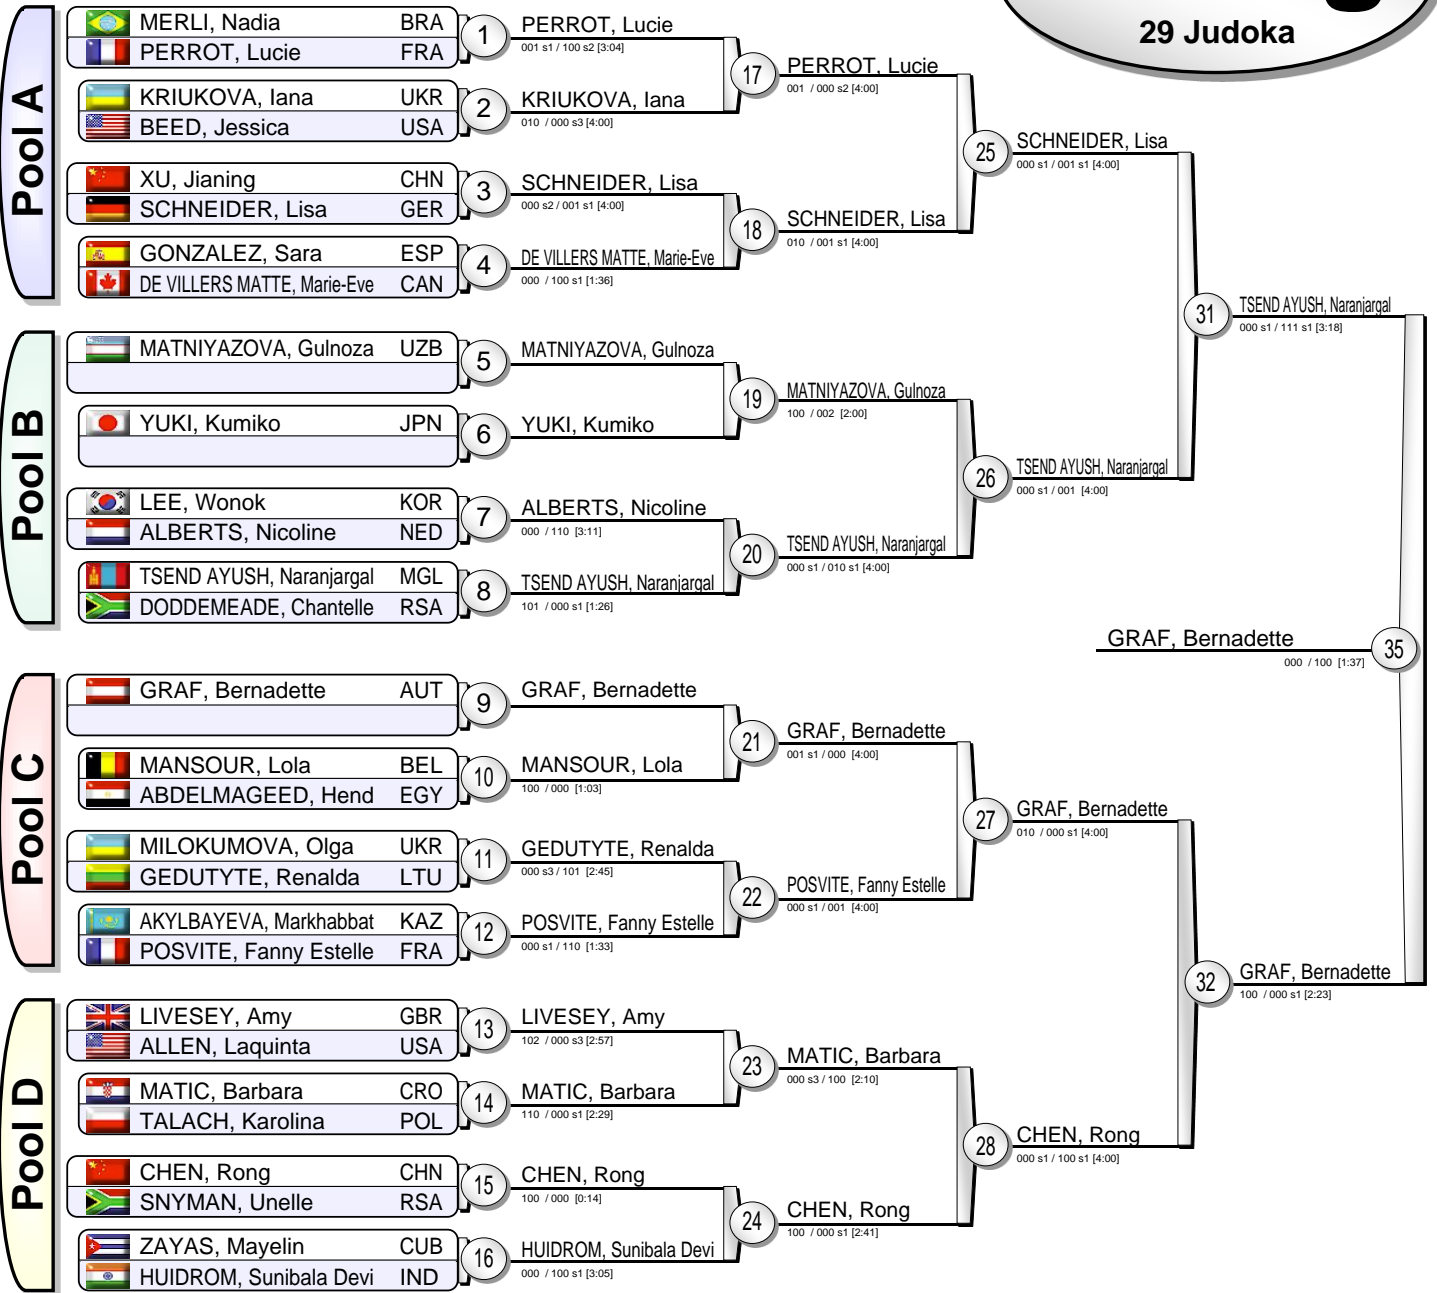 29 Judoka
Pool A
MERLI, Nadia BRA
PERROT, Lucie FRA
1
PERROT, Lucie
001 s1 / 100 s2 [3:04]
KRIUKOVA, Iana UKR
BEED, Jessica USA
2
KRIUKOVA, Iana
010 / 000 s3 [4:00]
XU, Jianing CHN
SCHNEIDER, Lisa GER
3
SCHNEIDER, Lisa
000 s2 / 001 s1 [4:00]
GONZALEZ, Sara ESP
DE VILLERS MATTE, Marie-Eve CAN
4
DE VILLERS MATTE, Marie-Eve
000 / 100 s1 [1:36]
17
PERROT, Lucie
001 / 000 s2 [4:00]
18
SCHNEIDER, Lisa
010 / 001 s1 [4:00]
25
SCHNEIDER, Lisa
000 s1 / 001 s1 [4:00]
Pool B
MATNIYAZOVA, Gulnoza UZB
5
MATNIYAZOVA, Gulnoza
YUKI, Kumiko JPN
6
YUKI, Kumiko
LEE, Wonok KOR
ALBERTS, Nicoline NED
7
ALBERTS, Nicoline
000 / 110 [3:11]
TSEND AYUSH, Naranjargal MGL
DODDEMEADE, Chantelle RSA
8
TSEND AYUSH, Naranjargal
101 / 000 s1 [1:26]
19
MATNIYAZOVA, Gulnoza
100 / 002 [2:00]
20
TSEND AYUSH, Naranjargal
000 s1 / 010 s1 [4:00]
26
TSEND AYUSH, Naranjargal
000 s1 / 001 [4:00]
31
TSEND AYUSH, Naranjargal
000 s1 / 111 s1 [3:18]
GRAF, Bernadette
000 / 100 [1:37]
35
Pool C
GRAF, Bernadette AUT
9
GRAF, Bernadette
MANSOUR, Lola BEL
ABDELMAGEED, Hend EGY
10
MANSOUR, Lola
100 / 000 [1:03]
MILOKUMOVA, Olga UKR
GEDUTYTE, Renalda LTU
11
GEDUTYTE, Renalda
000 s3 / 101 [2:45]
AKYLBAYEVA, Markhabbat KAZ
POSVITE, Fanny Estelle FRA
12
POSVITE, Fanny Estelle
000 s1 / 110 [1:33]
21
GRAF, Bernadette
001 s1 / 000 [4:00]
22
POSVITE, Fanny Estelle
000 s1 / 001 [4:00]
27
GRAF, Bernadette
010 / 000 s1 [4:00]
Pool D
LIVESEY, Amy GBR
ALLEN, Laquinta USA
13
LIVESEY, Amy
102 / 000 s3 [2:57]
MATIC, Barbara CRO
TALACH, Karolina POL
14
MATIC, Barbara
110 / 000 s1 [2:29]
CHEN, Rong CHN
SNYMAN, Unelle RSA
15
CHEN, Rong
100 / 000 [0:14]
ZAYAS, Mayelin CUB
HUIDROM, Sunibala Devi IND
16
HUIDROM, Sunibala Devi
000 / 100 s1 [3:05]
23
MATIC, Barbara
000 s3 / 100 [2:10]
24
CHEN, Rong
100 / 000 s1 [2:41]
28
CHEN, Rong
000 s1 / 100 s1 [4:00]
32
GRAF, Bernadette
100 / 000 s1 [2:23]